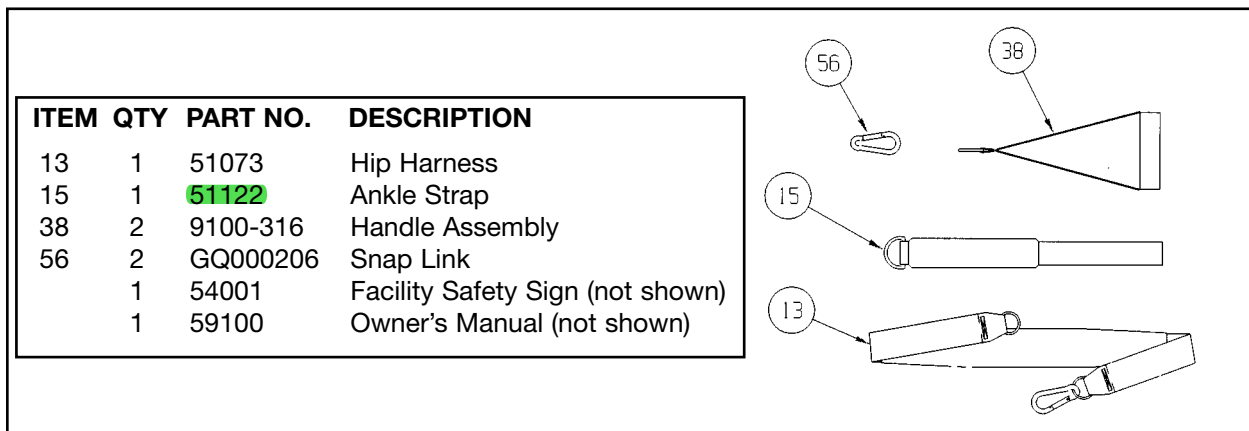 ITEM QTY PART NO. DESCRIPTION
13 1 51073 Hip Harness
15 1 51122 Ankle Strap
38 2 9100-316 Handle Assembly
56 2 GQ000206 Snap Link
1 54001 Facility Safety Sign (not shown)
1 59100 Owner's Manual (not shown)
56
38
15
13